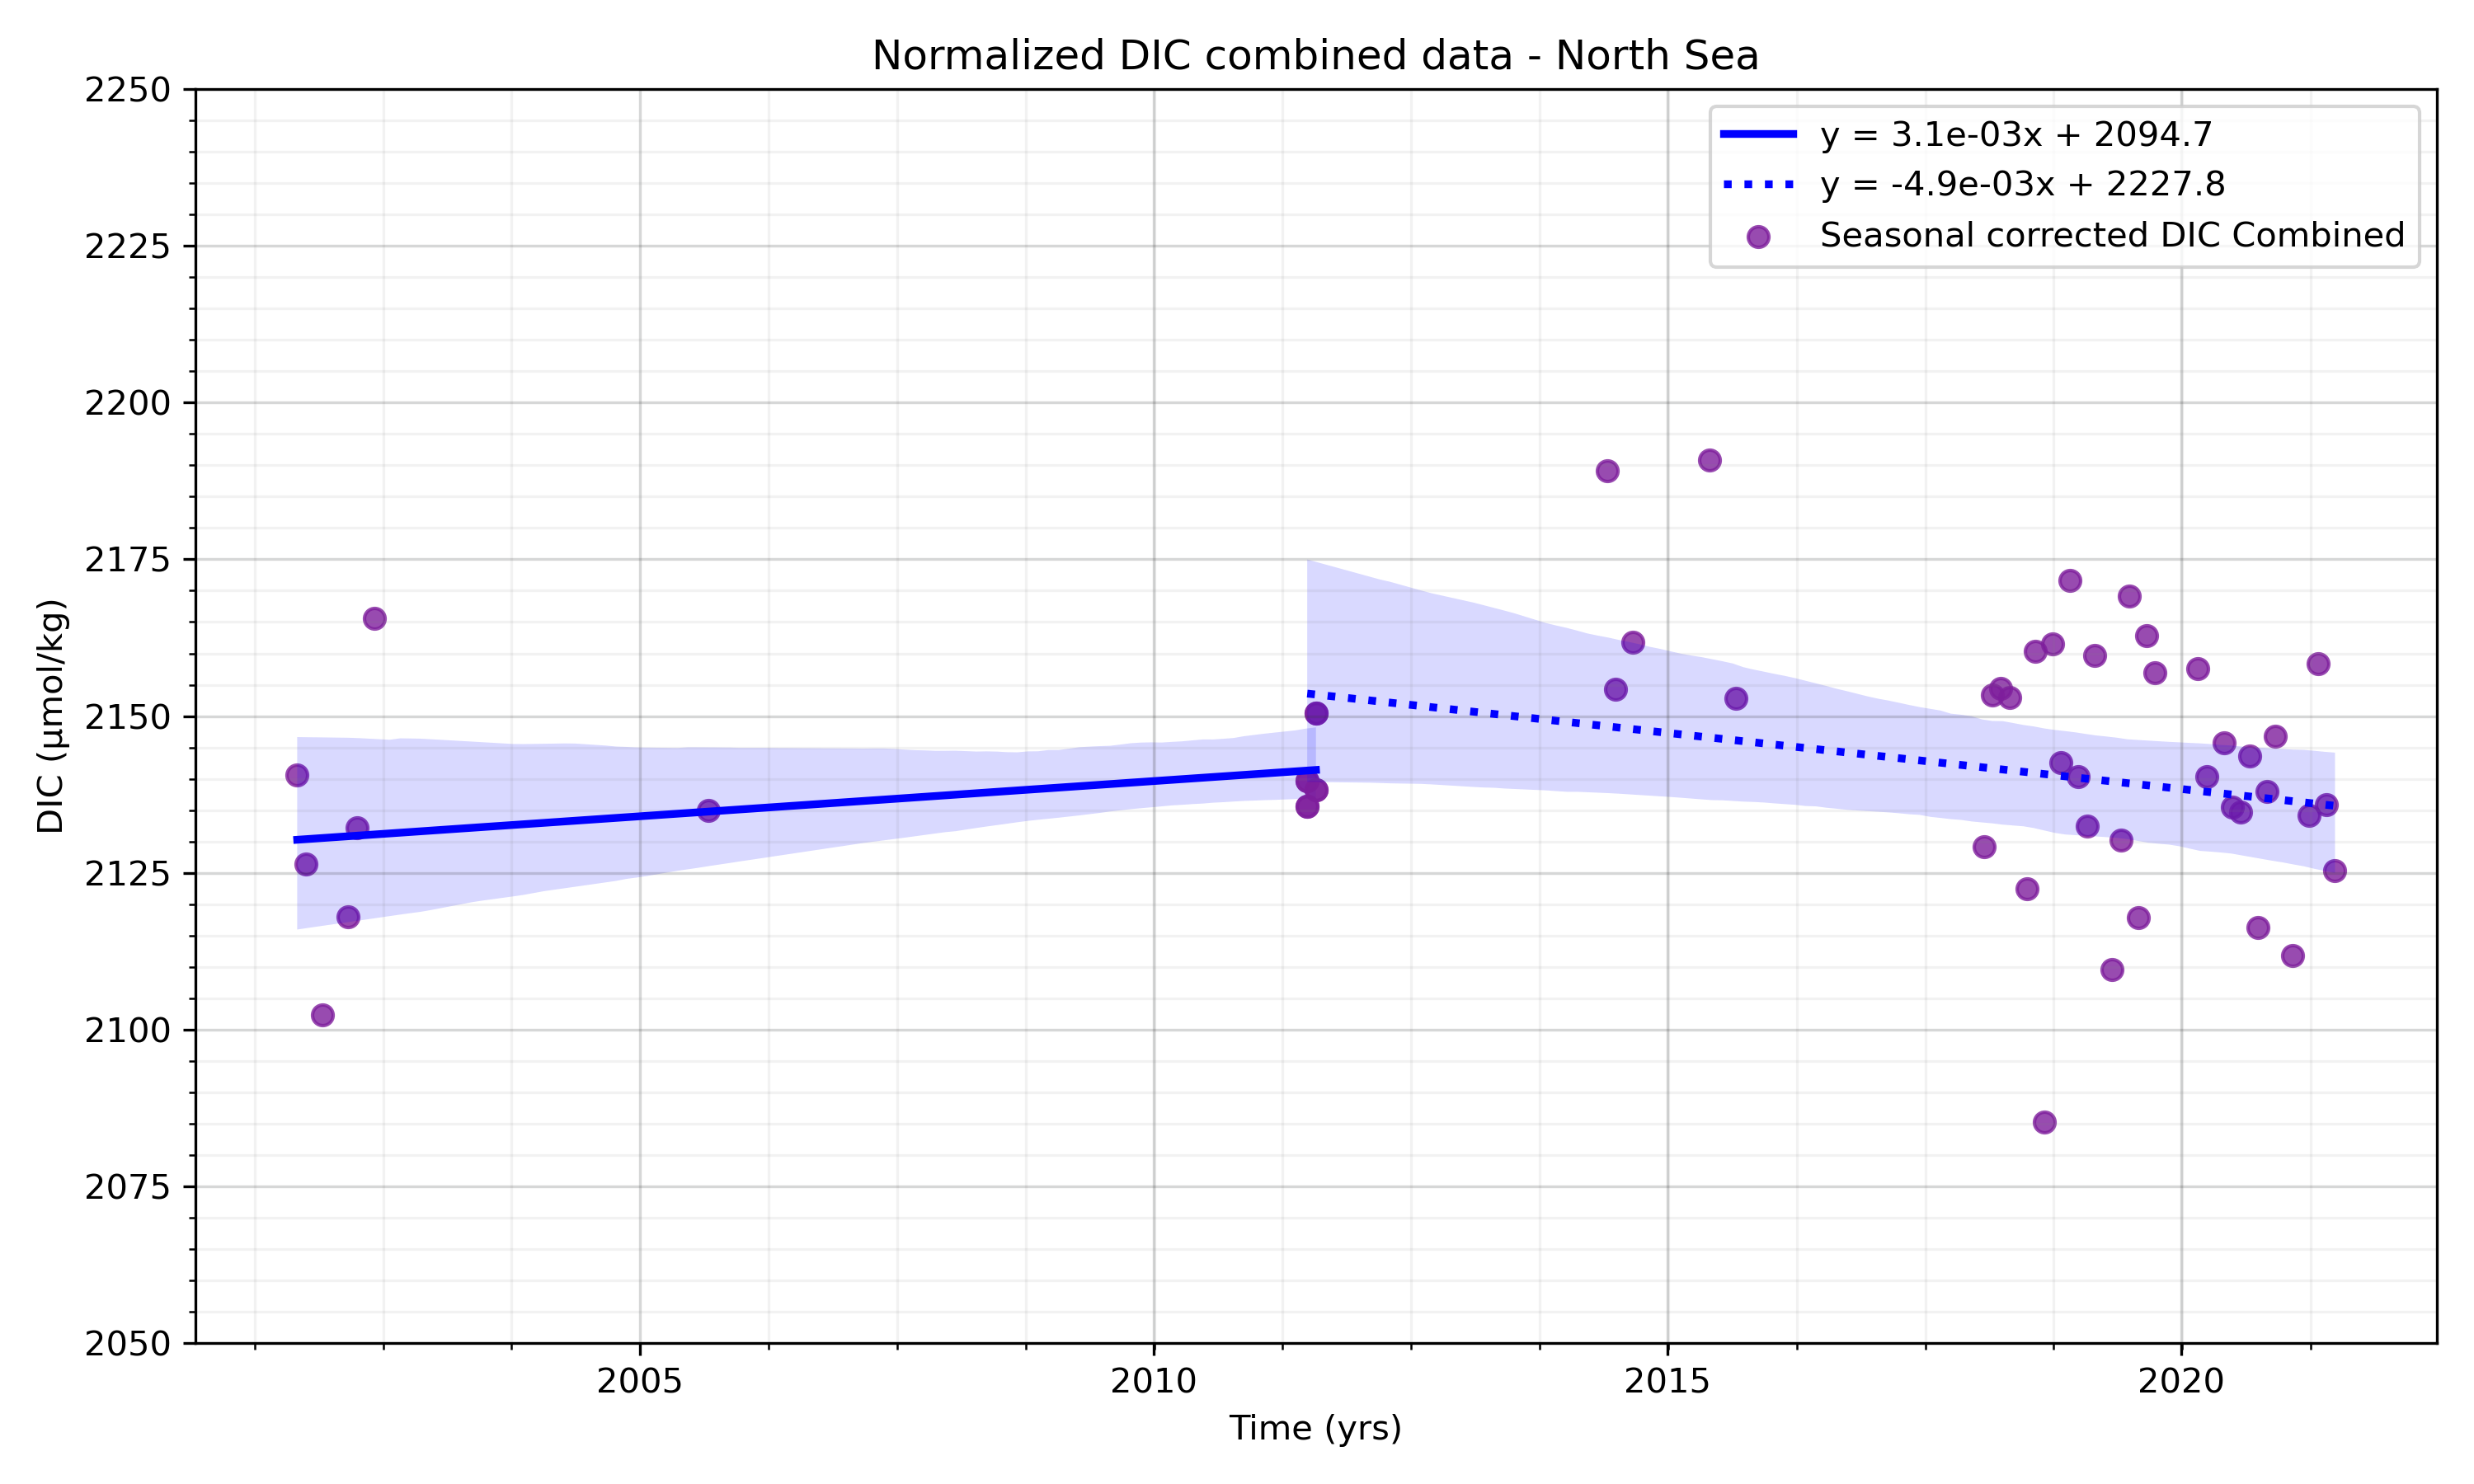 Normalized DIC combined data - North Sea
y = 3.1e-03x + 2094.7
y = -4.9e-03x + 2227.8
Seasonal corrected DIC Combined
DIC (µmol/kg)
2250
2225
2200
2175
2150
2125
2100
2075
2050
2005 2010 2015 2020
Time (yrs)